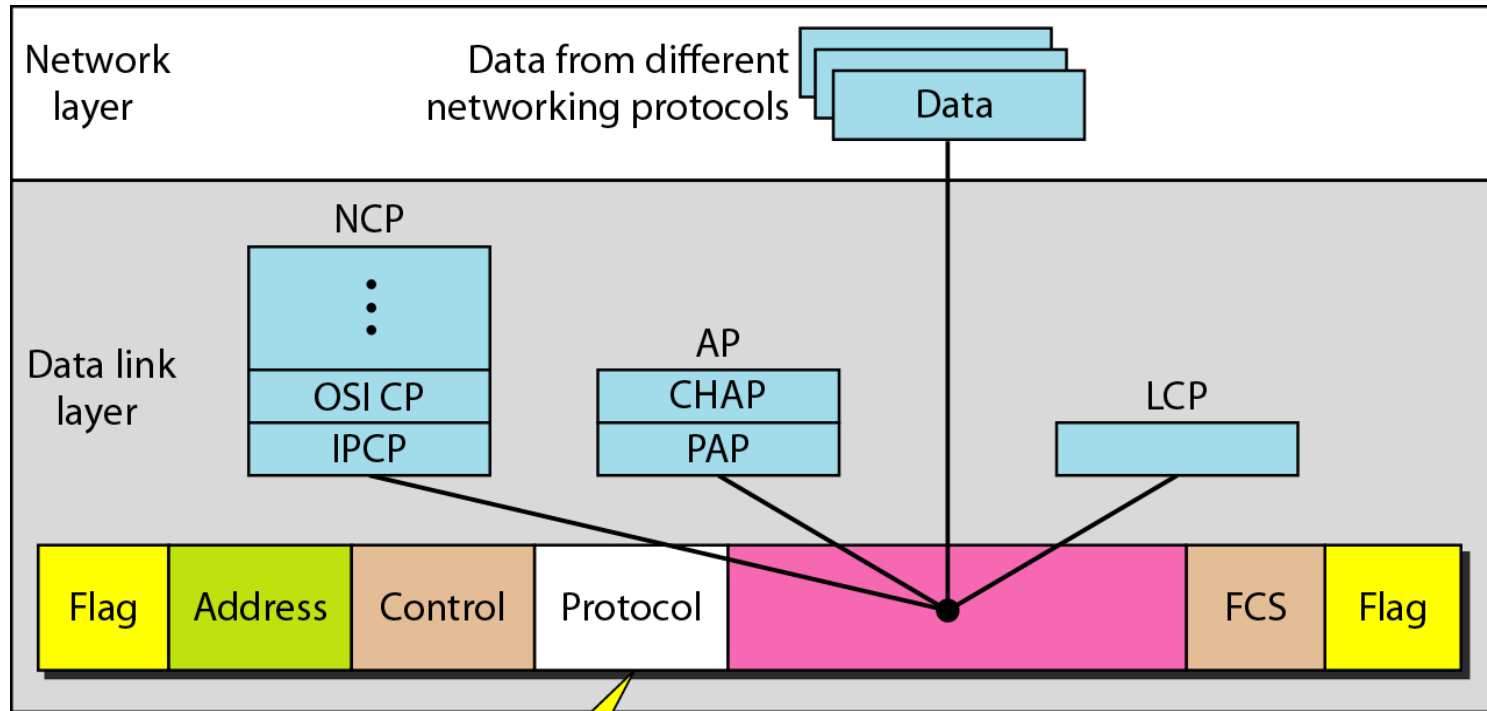 Network
layer
Data from different
networking protocols
Data
NCP
Data link
layer
OSI CP
IPCP
AP
CHAP
PAP
LCP
Flag Address Control Protocol FCS Flag